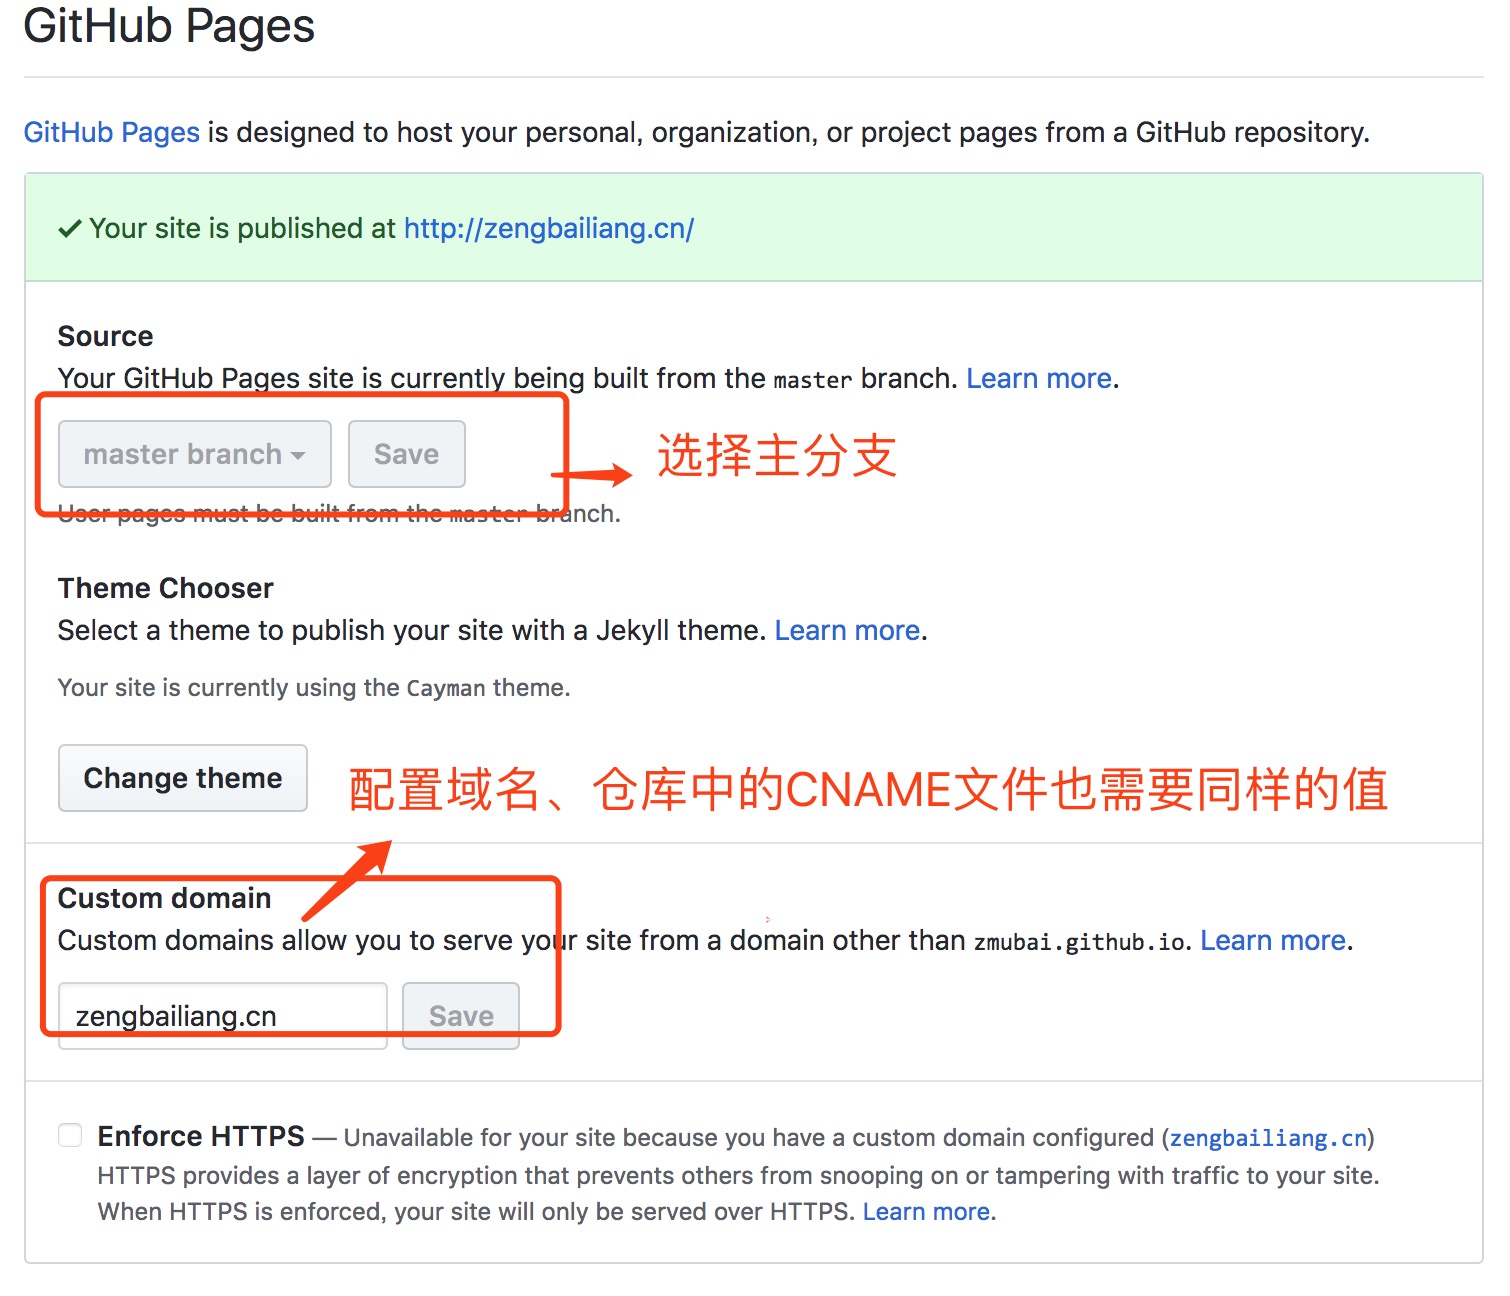 GitHub Pages
GitHub Pages is designed to host your personal, organization, or project pages from a GitHub repository.
Your site is published at http://zengbailiang.cn/
Source
Your GitHub Pages site is currently being built from the master branch. Learn more.
master branch Save
选择主分支
User pages must be built from the master branch.
Theme Chooser
Select a theme to publish your site with a Jekyll theme. Learn more.
Your site is currently using the Cayman theme.
Change theme
配置域名、仓库中的CNAME文件也需要同样的值
Custom domain
Custom domains allow you to serve your site from a domain other than zmubai.github.io. Learn more.
zengbailiang.cn Save
Enforce HTTPS — Unavailable for your site because you have a custom domain configured (zengbailiang.cn)
HTTPS provides a layer of encryption that prevents others from snooping on or tampering with traffic to your site.
When HTTPS is enforced, your site will only be served over HTTPS. Learn more.